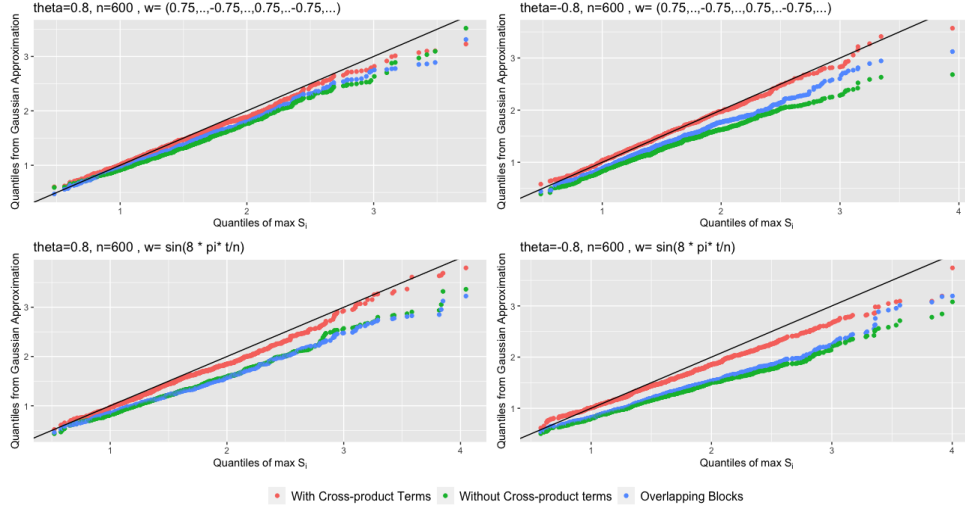 theta=0.8, n=600 , w= (0.75,..,-0.75,..,0.75,..-0.75,...)
theta=-0.8, n=600 , w= (0.75,..,-0.75,..,0.75,..-0.75,...)
Quantiles from Gaussian Approximation
3
2
1
1
2
3
Quantiles of max Si
Quantiles from Gaussian Approximation
3
2
1
1
2
3
4
Quantiles of max Si
theta=0.8, n=600 , w= sin(8 * pi* t/n)
theta=-0.8, n=600 , w= sin(8 * pi* t/n)
Quantiles from Gaussian Approximation
3
2
1
1
2
3
4
Quantiles of max Si
Quantiles from Gaussian Approximation
3
2
1
1
2
3
4
Quantiles of max Si
With Cross-product Terms
Without Cross-product terms
Overlapping Blocks